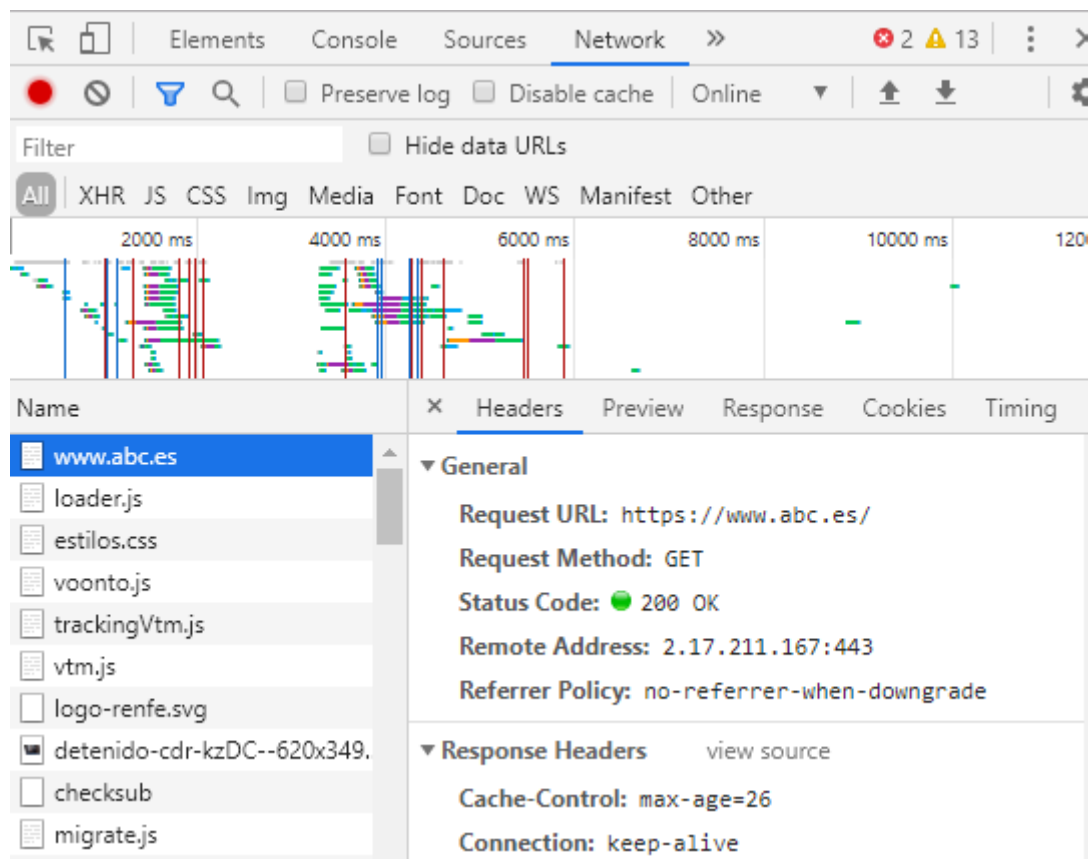 Elements Console Sources Network » 2 13
Preserve log Disable cache Online
Filter Hide data URLs
All XHR JS CSS Img Media Font Doc WS Manifest Other
2000 ms 4000 ms 6000 ms 8000 ms 10000 ms 120
Name × Headers Preview Response Cookies Timing
www.abc.es
loader.js
estilos.css
voonto.js
trackingVtm.js
vtm.js
logo-renfe.svg
detenido-cdr-kzDC--620x349.
checksub
migrate.js
General
Request URL: https://www.abc.es/
Request Method: GET
Status Code: 200 OK
Remote Address: 2.17.211.167:443
Referrer Policy: no-referrer-when-downgrade
Response Headers view source
Cache-Control: max-age=26
Connection: keep-alive